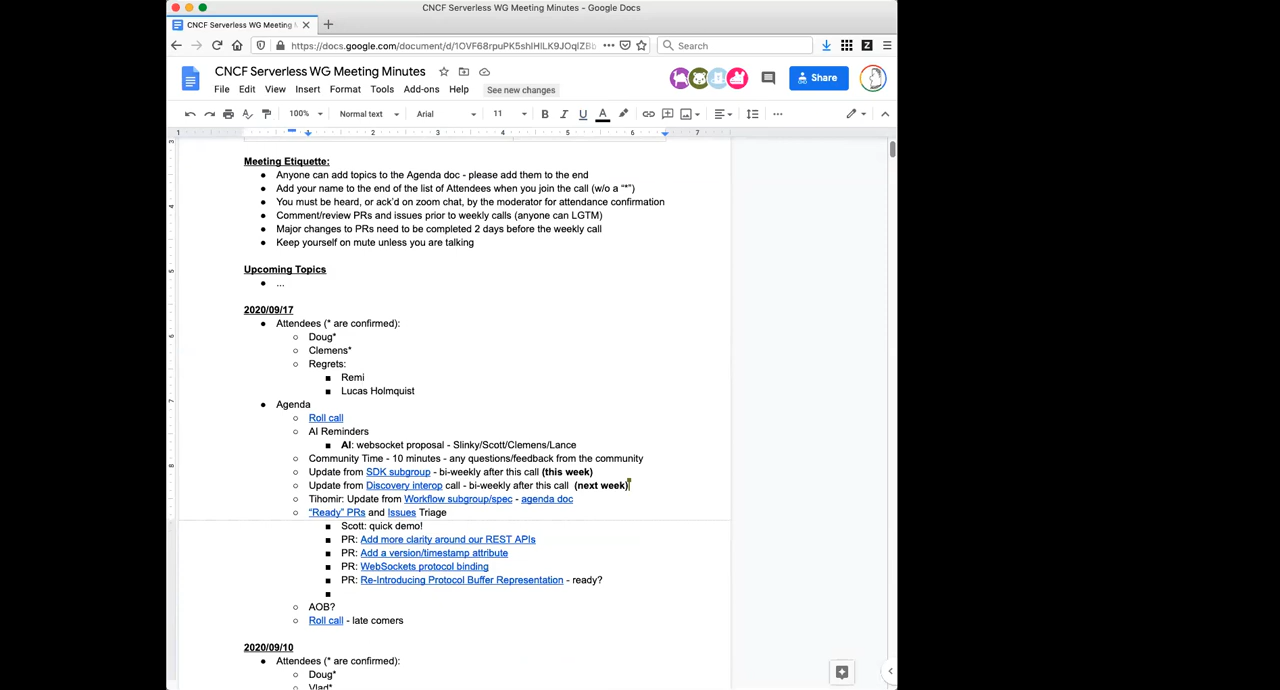 CNCF Serverless WG Meeting Minutes - Google Docs
CNCF Serverless WG Meeting Minutes
https://docs.google.com/document/d/1OVF68rpuPK5shIHILK9JOqlZBb
Search
CNCF Serverless WG Meeting Minutes
Share
File Edit View Insert Format Tools Add-ons Help See new changes
100% Normal text Arial 11
1 2 3 4 5 6 7
Meeting Etiquette:
● Anyone can add topics to the Agenda doc - please add them to the end
● Add your name to the end of the list of Attendees when you join the call (w/o a “*”)
● You must be heard, or ack’d on zoom chat, by the moderator for attendance confirmation
● Comment/review PRs and issues prior to weekly calls (anyone can LGTM)
● Major changes to PRs need to be completed 2 days before the weekly call
● Keep yourself on mute unless you are talking
Upcoming Topics
● ...
2020/09/17
● Attendees (* are confirmed):
○ Doug*
○ Clemens*
○ Regrets:
■ Remi
■ Lucas Holmquist
● Agenda
○ Roll call
○ AI Reminders
■ AI: websocket proposal - Slinky/Scott/Clemens/Lance
○ Community Time - 10 minutes - any questions/feedback from the community
○ Update from SDK subgroup - bi-weekly after this call (this week)
○ Update from Discovery interop call - bi-weekly after this call (next week)
○ Tihomir: Update from Workflow subgroup/spec - agenda doc
○ “Ready” PRs and Issues Triage
■ Scott: quick demo!
■ PR: Add more clarity around our REST APIs
■ PR: Add a version/timestamp attribute
■ PR: WebSockets protocol binding
■ PR: Re-Introducing Protocol Buffer Representation - ready?
■
○ AOB?
○ Roll call - late comers
2020/09/10
● Attendees (* are confirmed):
○ Doug*
○ Vlad*